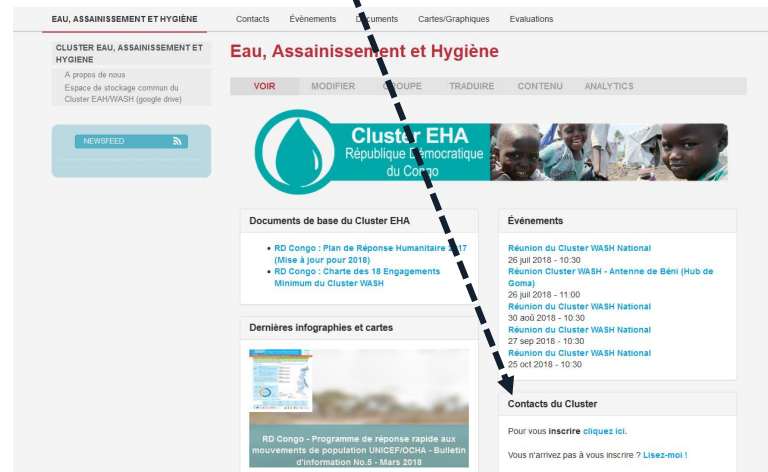 EAU, ASSAINISSEMENT ET HYGIÈNE
Contacts Évènements Documents Cartes/Graphiques Evaluations
CLUSTER EAU, ASSAINISSEMENT ET
HYGIENE
A propos de nous
Espace de stockage commun du
Cluster EAH/WASH (google drive)
NEWSFEED
Eau, Assainissement et Hygiène
VOIR MODIFIER GROUPE TRADUIRE CONTENU ANALYTICS
Cluster EHA
République Démocratique
du Congo
Documents de base du Cluster EHA
• RD Congo : Plan de Réponse Humanitaire 2017
(Mise à jour pour 2018)
• RD Congo : Charte des 18 Engagements
Minimum du Cluster WASH
Dernières infographies et cartes
RD Congo - Programme de réponse rapide aux
mouvements de population UNICEF/OCHA - Bulletin
d'information No.5 - Mars 2018
Événements
Réunion du Cluster WASH National
26 juil 2018 - 10:30
Réunion Cluster WASH - Antenne de Béni (Hub de
Goma)
26 juil 2018 - 11:00
Réunion du Cluster WASH National
30 aoû 2018 - 10:30
Réunion du Cluster WASH National
27 sep 2018 - 10:30
Réunion du Cluster WASH National
25 oct 2018 - 10:30
Contacts du Cluster
Pour vous inscrire cliquez ici.
Vous n'arrivez pas à vous inscrire ? Lisez-moi !